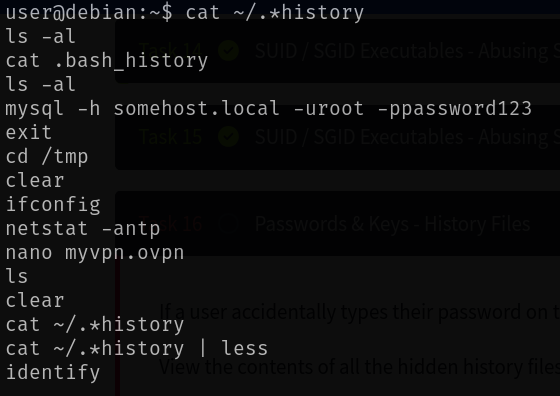 user@debian:~$ cat ~/.*history
ls -al
cat .bash_history
ls -al
mysql -h somehost.local -uroot -ppassword123
exit
cd /tmp
clear
ifconfig
netstat -antp
nano myvpn.ovpn
ls
clear
cat ~/.*history
cat ~/.*history | less
identify
Task 14 SUID / SGID Executables - Abusing S
Task 15 SUID / SGID Executables - Abusing S
Task 16 Passwords & Keys - History Files
If a user accidentally types their password on t
View the contents of all the hidden history files